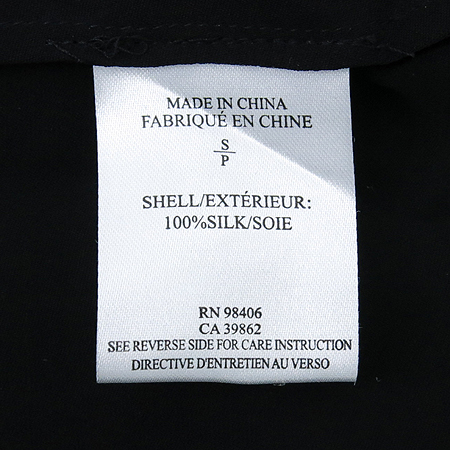 MADE IN CHINA
FABRIQUÉ EN CHINE
S
P
SHELL/EXTÉRIEUR:
100%SILK/SOIE
RN 98406
CA 39862
SEE REVERSE SIDE FOR CARE INSTRUCTION
DIRECTIVE D'ENTRETIEN AU VERSO